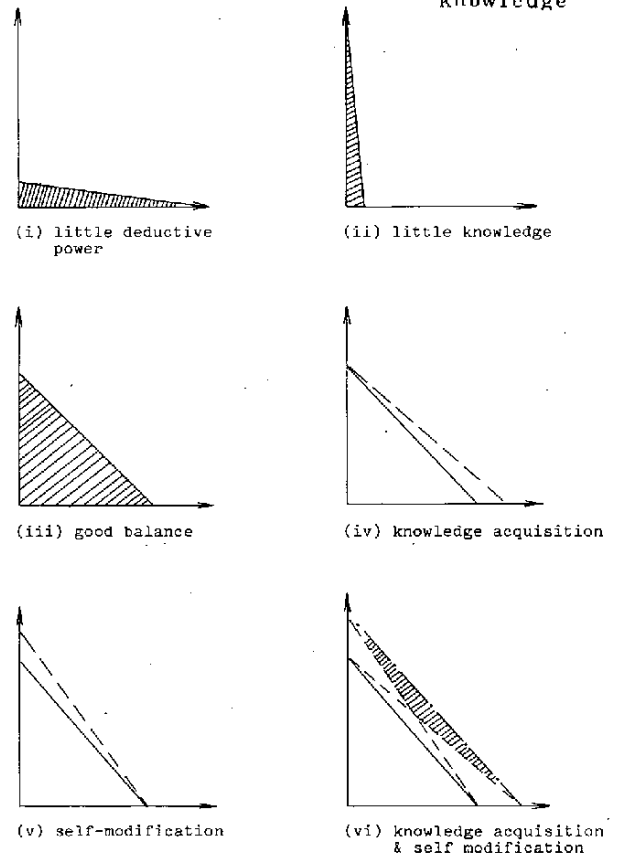 knowledge
(i) little deductive
power
(ii) little knowledge
(iii) good balance
(iv) knowledge acquisition
(v) self-modification
(vi) knowledge acquisition
& self modification